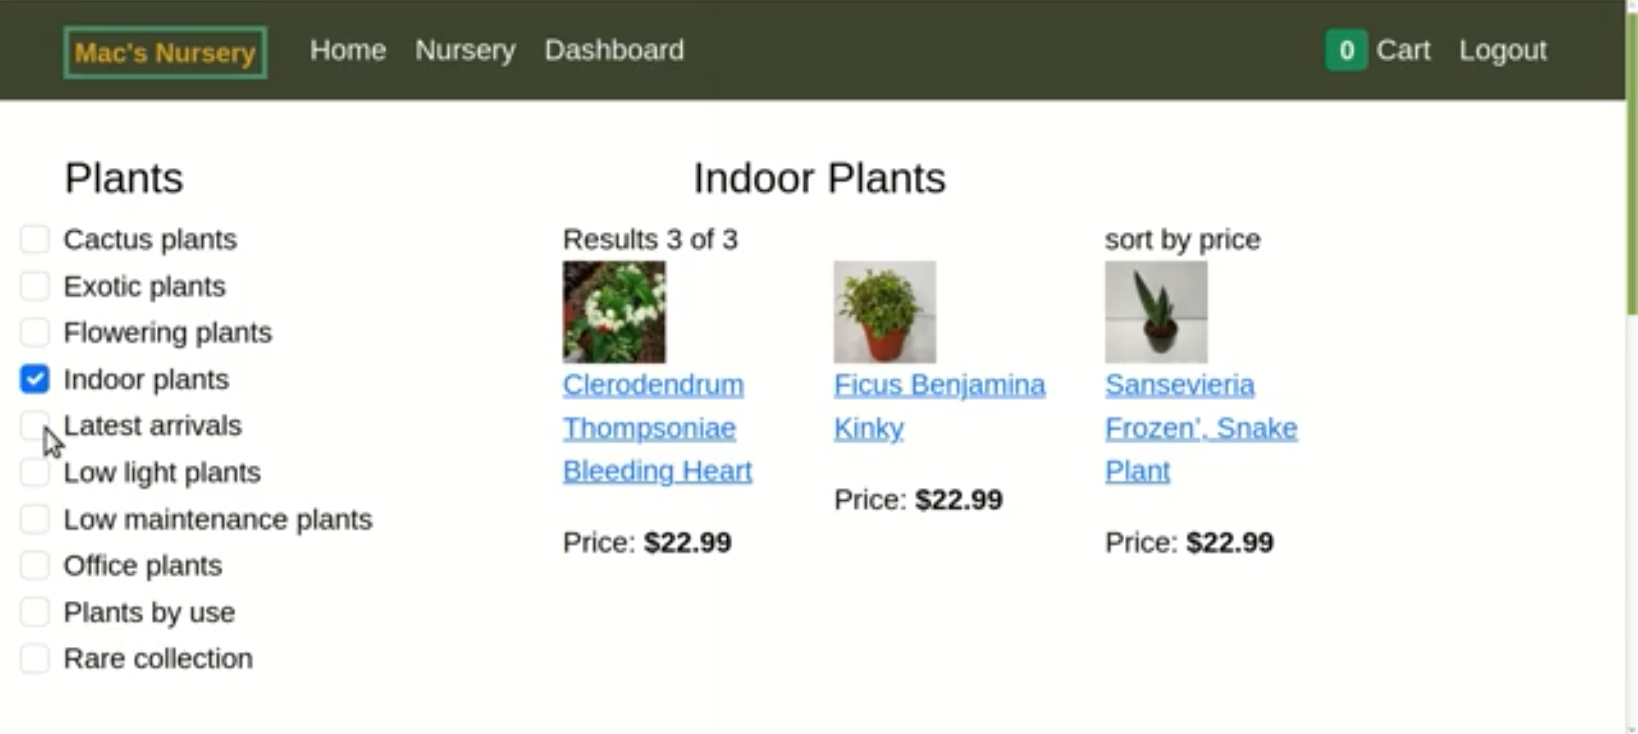 Mac's Nursery Home Nursery Dashboard 0 Cart Logout
Plants
Cactus plants
Exotic plants
Flowering plants
Indoor plants
Latest arrivals
Low light plants
Low maintenance plants
Office plants
Plants by use
Rare collection
Indoor Plants
Results 3 of 3
sort by price
Clerodendrum
Thompsoniae
Bleeding Heart
Price: $22.99
Ficus Benjamina
Kinky
Price: $22.99
Sansevieria
Frozen', Snake
Plant
Price: $22.99